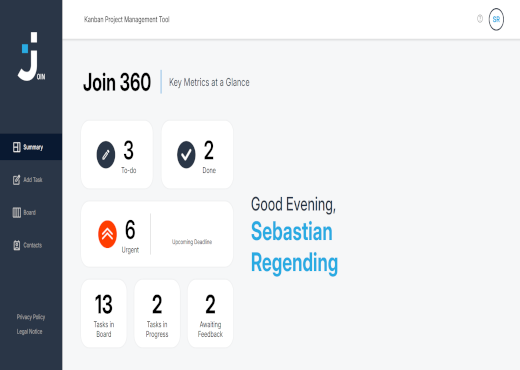 Kanban Project Management Tool
SR
JOIN
Join 360
Key Metrics at a Glance
Summary
Add Task
Board
Contacts
Privacy Policy
Legal Notice
3
To-do
2
Done
6
Urgent
Upcoming Deadline
13
Tasks in
Board
2
Tasks in
Progress
2
Awaiting
Feedback
Good Evening,
Sebastian
Regending